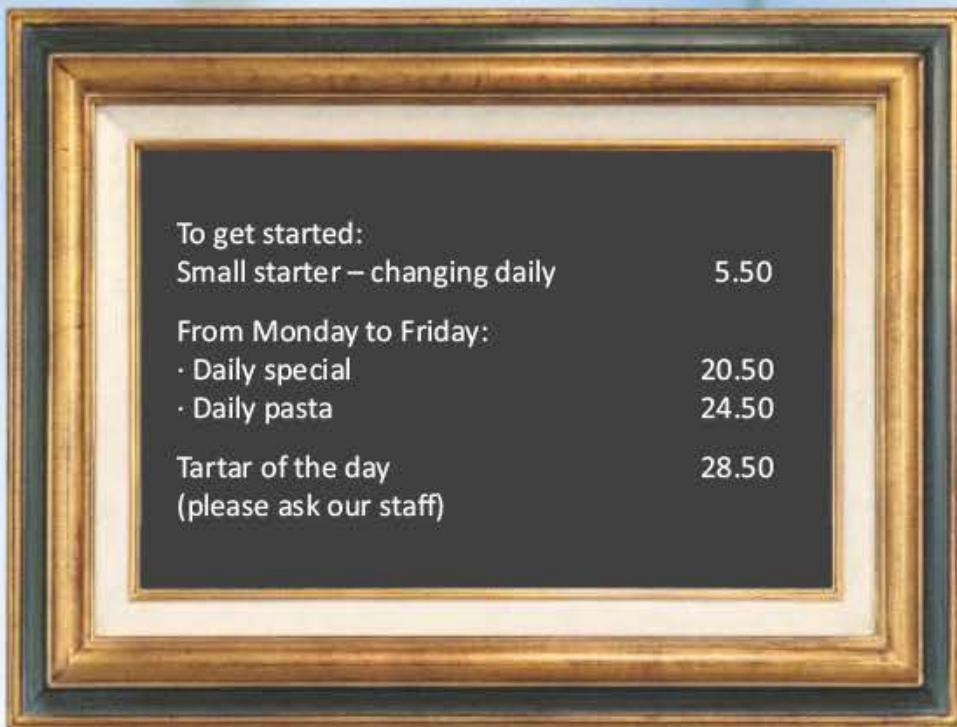 To get started:
Small starter – changing daily 5.50
From Monday to Friday:
· Daily special 20.50
· Daily pasta 24.50
Tartar of the day 28.50
(please ask our staff)